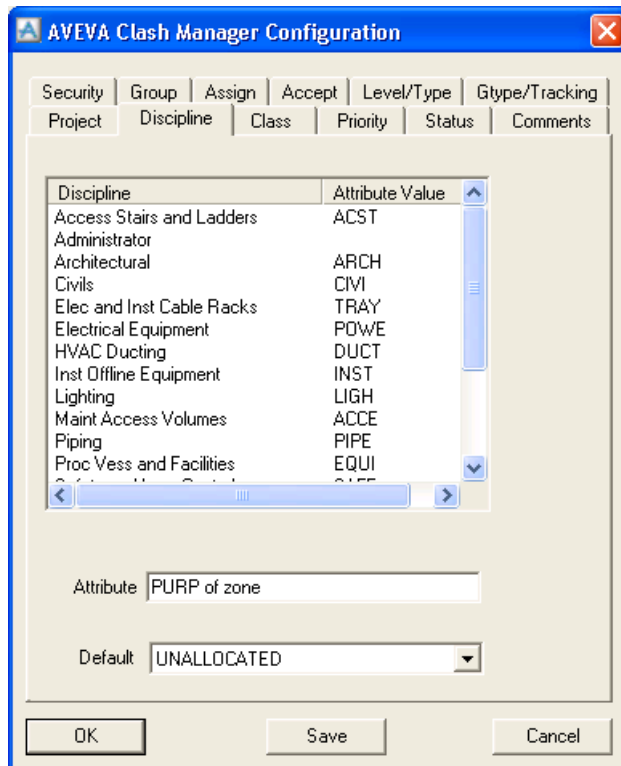 AVEVA Clash Manager Configuration
Security Group Assign Accept Level/Type Gtype/Tracking
Project Discipline Class Priority Status Comments
Discipline Attribute Value
Access Stairs and Ladders ACST
Administrator
Architectural ARCH
Civils CIVI
Elec and Inst Cable Racks TRAY
Electrical Equipment POWE
HVAC Ducting DUCT
Inst Offline Equipment INST
Lighting LIGH
Maint Access Volumes ACCE
Piping PIPE
Proc Vess and Facilities EQUI
Attribute PURP of zone
Default UNALLOCATED
OK Save Cancel